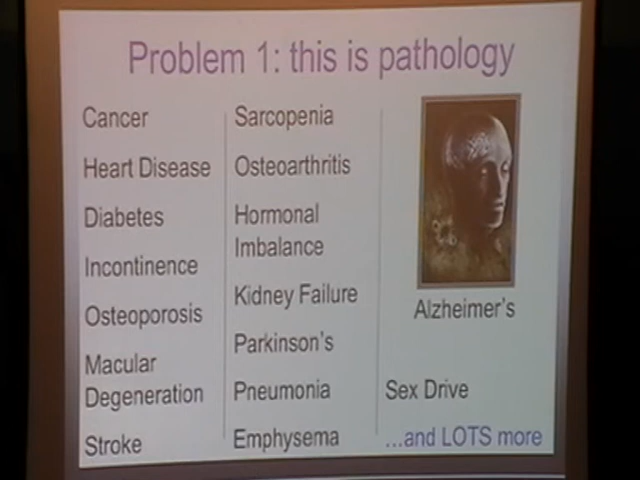 Problem 1: this is pathology
Cancer
Heart Disease
Diabetes
Incontinence
Osteoporosis
Macular
Degeneration
Stroke
Sarcopenia
Osteoarthritis
Hormonal
Imbalance
Kidney Failure
Parkinson's
Pneumonia
Emphysema
Alzheimer's
Sex Drive
...and LOTS more